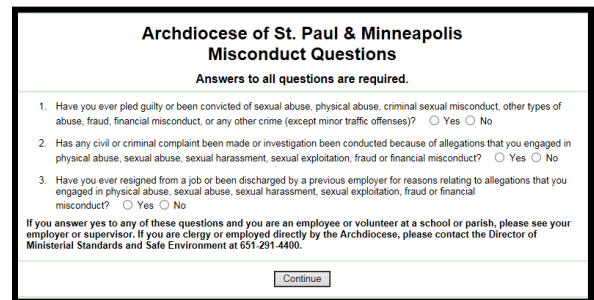 Archdiocese of St. Paul & Minneapolis
Misconduct Questions
Answers to all questions are required.
1. Have you ever pled guilty or been convicted of sexual abuse, physical abuse, criminal sexual misconduct, other types of
abuse, fraud, financial misconduct, or any other crime (except minor traffic offenses)? Yes No
2. Has any civil or criminal complaint been made or investigation been conducted because of allegations that you engaged in
physical abuse, sexual abuse, sexual harassment, sexual exploitation, fraud or financial misconduct? Yes No
3. Have you ever resigned from a job or been discharged by a previous employer for reasons relating to allegations that you
engaged in physical abuse, sexual abuse, sexual harassment, sexual exploitation, fraud or financial
misconduct? Yes No
If you answer yes to any of these questions and you are an employee or volunteer at a school or parish, please see your
employer or supervisor. If you are clergy or employed directly by the Archdiocese, please contact the Director of
Ministerial Standards and Safe Environment at 651-291-4400.
Continue